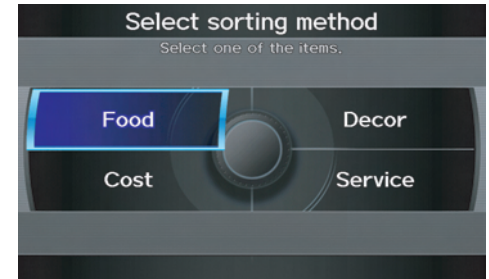 Select sorting method
Select one of the items.
Food
Decor
Cost
Service